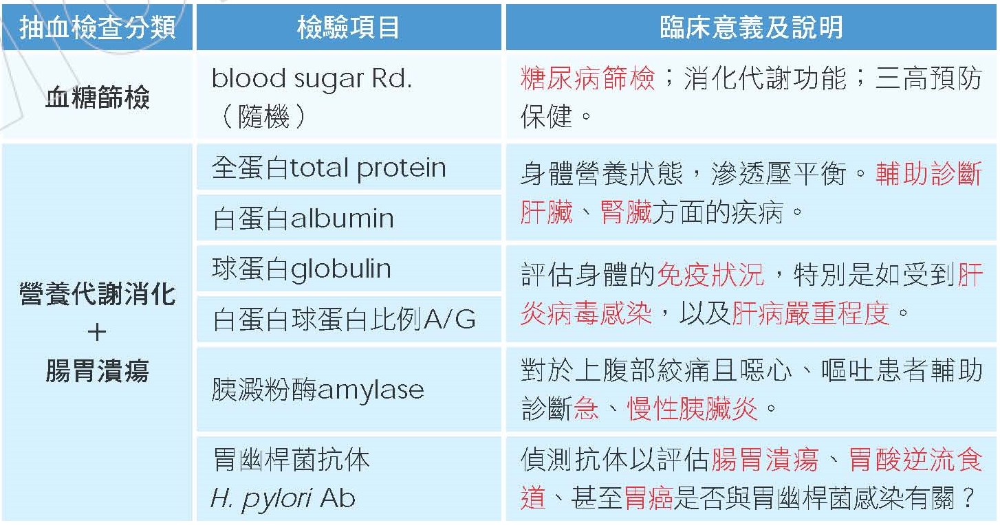 抽血檢查分類 檢驗項目 臨床意義及說明
血糖篩檢
blood sugar Rd.
（隨機）
糖尿病篩檢；消化代謝功能；三高預防
保健。
營養代謝消化
＋
腸胃潰瘍
全蛋白total protein
白蛋白albumin
身體營養狀態，滲透壓平衡。輔助診斷
肝臟、腎臟方面的疾病。
球蛋白globulin
白蛋白球蛋白比例A/G
評估身體的免疫狀況，特別是如受到肝
炎病毒感染，以及肝病嚴重程度。
胰澱粉酶amylase
對於上腹部絞痛且噁心、嘔吐患者輔助
診斷急、慢性胰臟炎。
胃幽桿菌抗体
H. pylori Ab
偵測抗体以評估腸胃潰瘍、胃酸逆流食
道、甚至胃癌是否與胃幽桿菌感染有關？